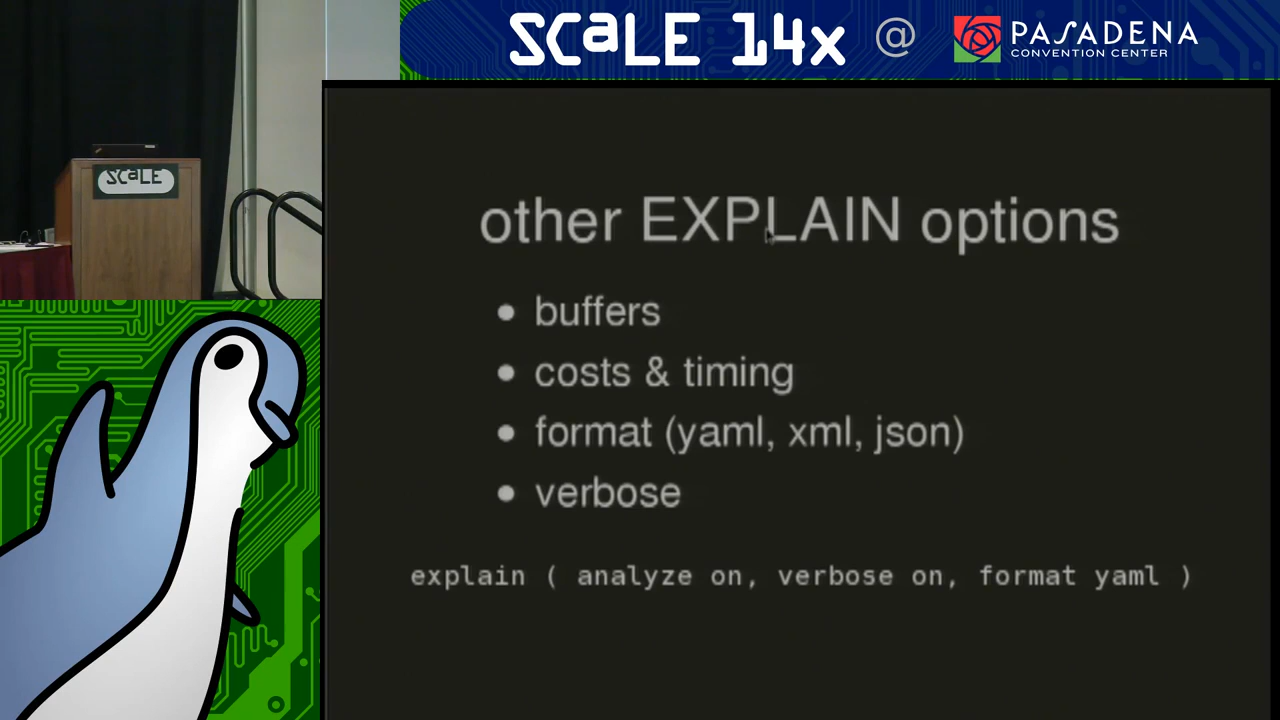 SCaLE 14x @ PASADENA
CONVENTION CENTER
SCaLE
other EXPLAIN options
• buffers
• costs & timing
• format (yaml, xml, json)
• verbose
explain ( analyze on, verbose on, format yaml )